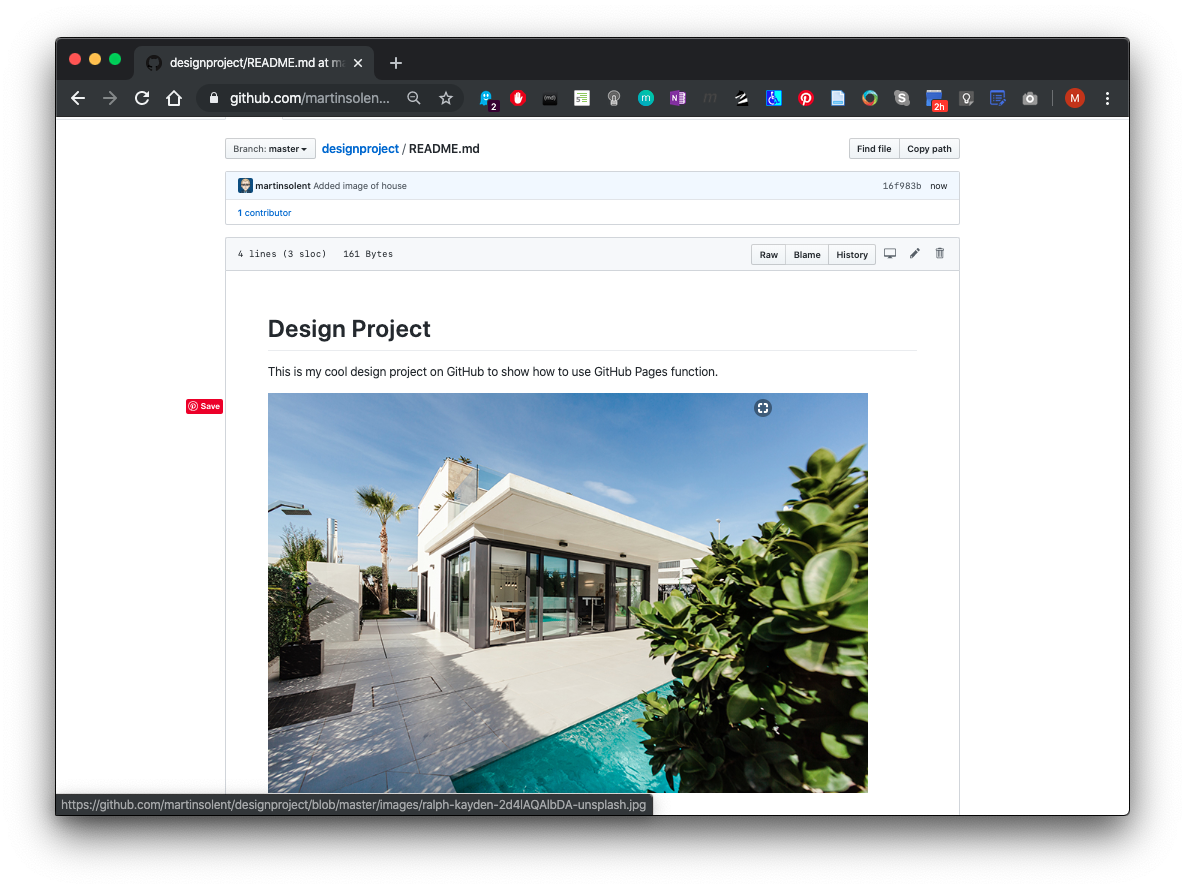 designproject/README.md at ma
github.com/martinsolen...
2
2h
M
Branch: master
designproject / README.md
Find file
Copy path
martinsolent Added image of house
16f983b now
1 contributor
4 lines (3 sloc) 161 Bytes
Raw
Blame
History
Design Project
This is my cool design project on GitHub to show how to use GitHub Pages function.
Save
https://github.com/martinsolent/designproject/blob/master/images/ralph-kayden-2d4lAQAlbDA-unsplash.jpg